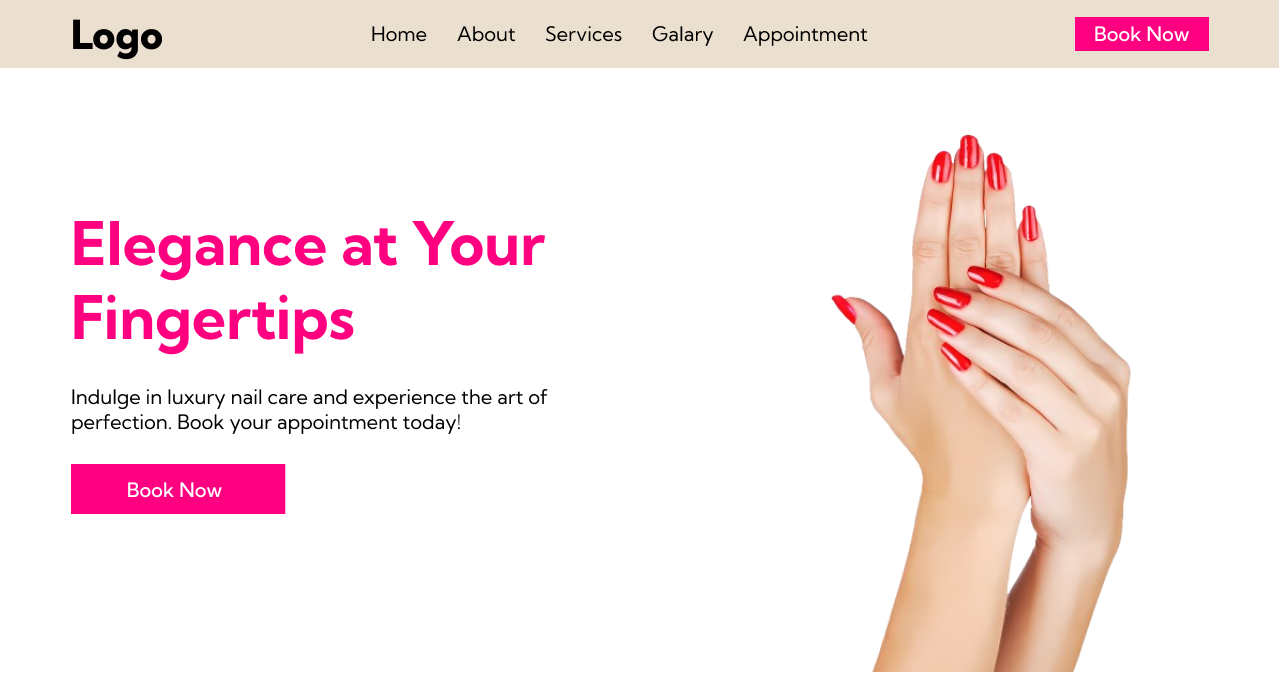 Logo
Home
About
Services
Galary
Appointment
Book Now
Elegance at Your
Fingertips
Indulge in luxury nail care and experience the art of
perfection. Book your appointment today!
Book Now